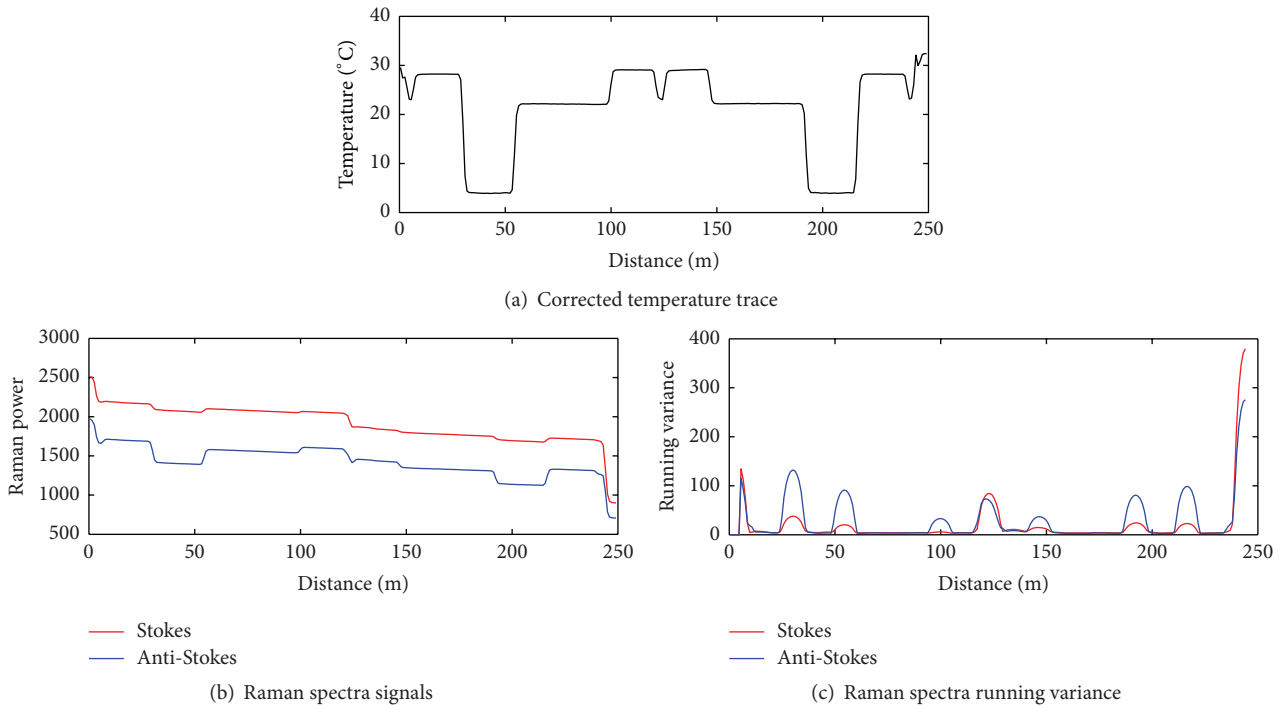 40
30
20
10
0
Temperature (°C)
0 50 100 150 200 250
Distance (m)
(a) Corrected temperature trace
3000
2500
2000
1500
1000
500
Raman power
0 50 100 150 200 250
Distance (m)
Stokes
Anti-Stokes
(b) Raman spectra signals
400
300
200
100
0
Running variance
0 50 100 150 200 250
Distance (m)
Stokes
Anti-Stokes
(c) Raman spectra running variance